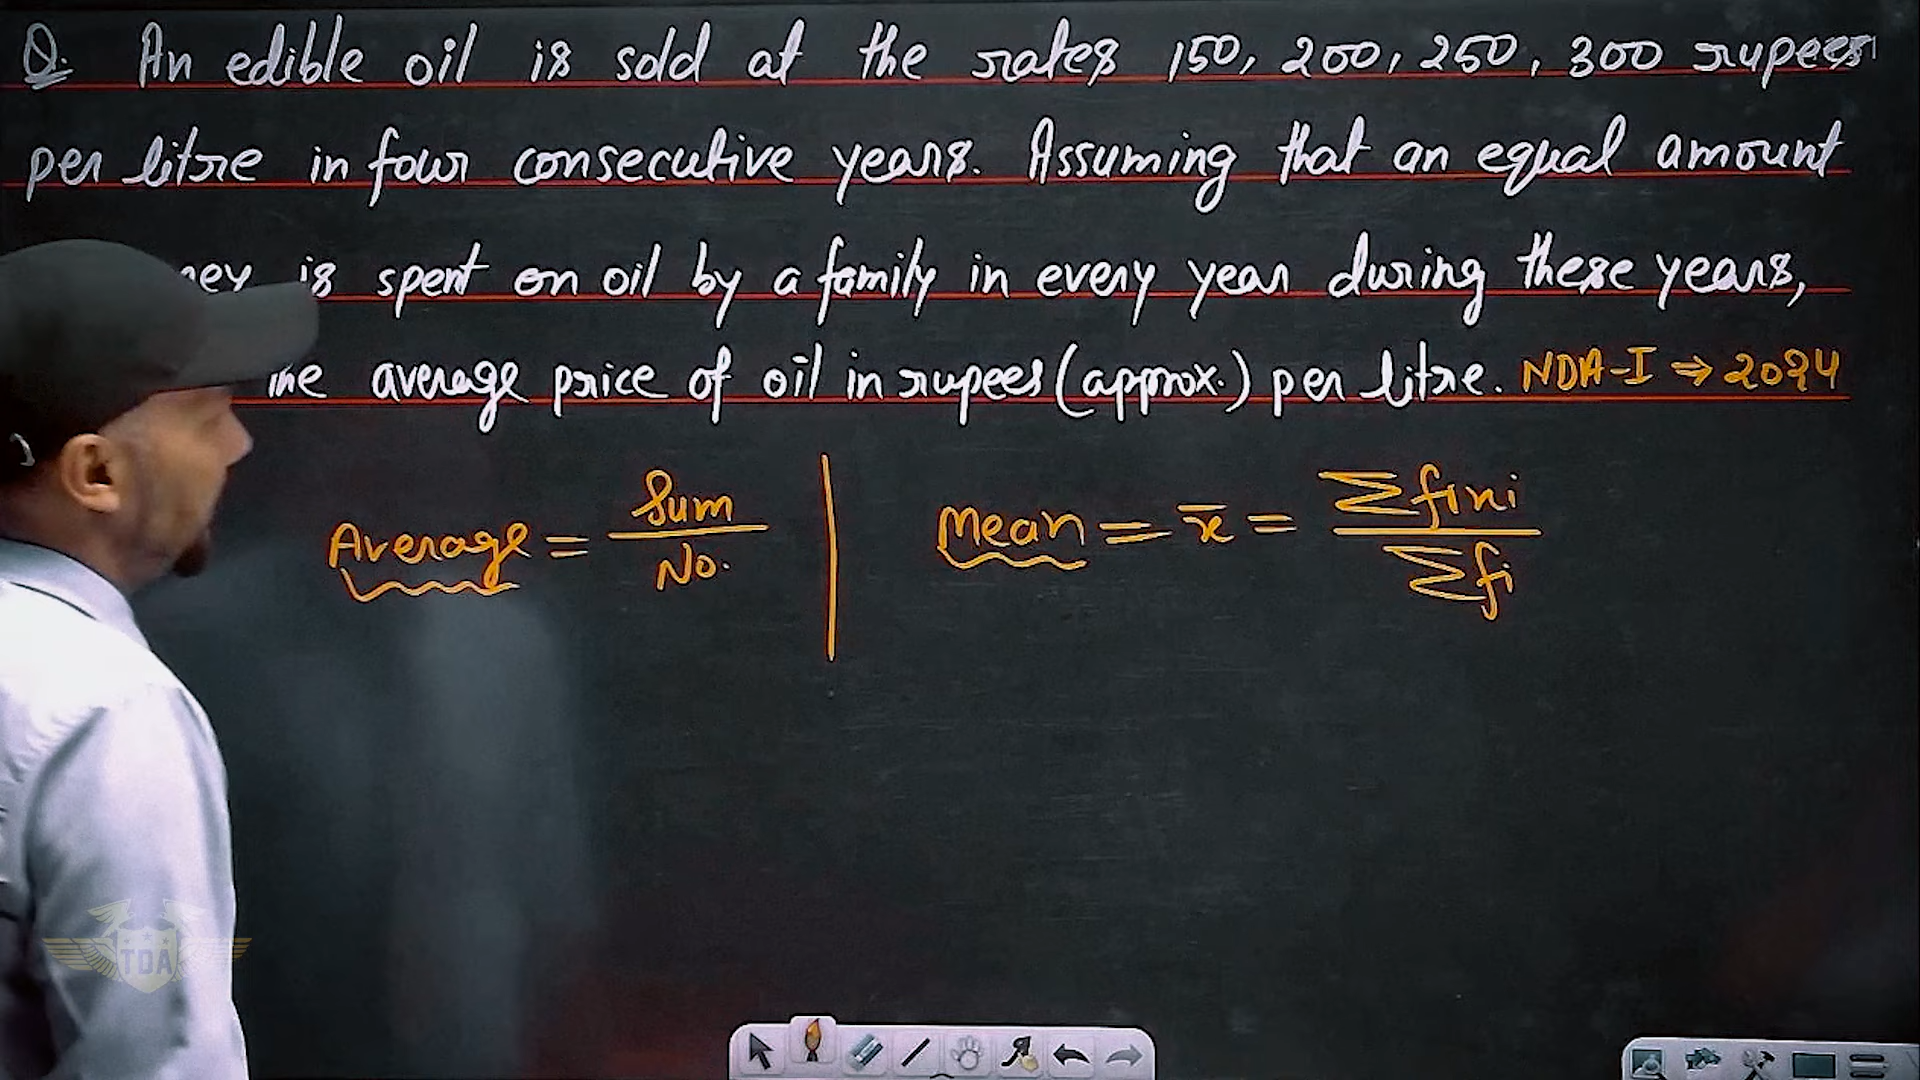 Q. An edible oil is sold at the rates 150, 200, 250, 300 rupees
per litre in four consecutive years. Assuming that an equal amount
is spent on oil by a family in every year during these years,
average price of oil in rupees (approx.) per litre. NDA-I ⇒ 2024
Average = Sum / No.
Mean = x̄ = Σfixi / Σfi
TDA